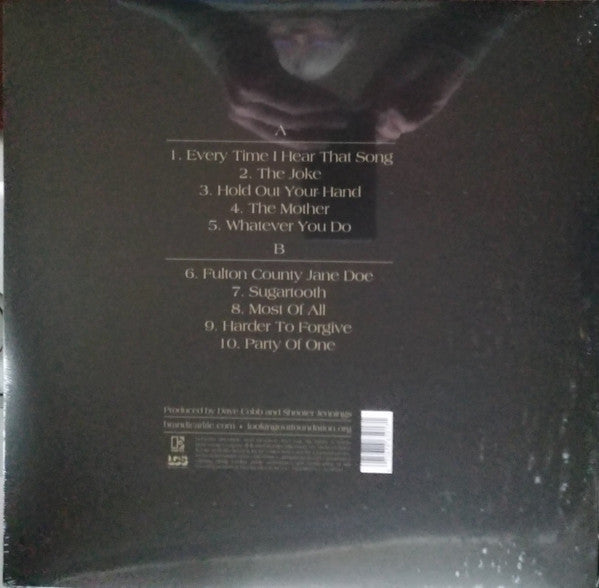 A
1. Every Time I Hear That Song
2. The Joke
3. Hold Out Your Hand
4. The Mother
5. Whatever You Do
B
6. Fulton County Jane Doe
7. Sugartooth
8. Most Of All
9. Harder To Forgive
10. Party Of One
Produced by Dave Cobb and Shooter Jennings
brandicarlile.com • lookingoutfoundation.org